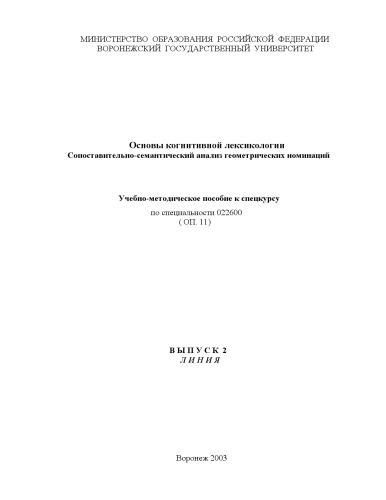 МИНИСТЕРСТВО ОБРАЗОВАНИЯ РОССИЙСКОЙ ФЕДЕРАЦИИ
ВОРОНЕЖСКИЙ ГОСУДАРСТВЕННЫЙ УНИВЕРСИТЕТ
Основы когнитивной лексикологии
Сопоставительно-семантический анализ геометрических номинаций
Учебно-методическое пособие к спецкурсу
по специальности 022600
( ОП. 11)
В Ы П У С К 2
Л И Н И Я
Воронеж 2003